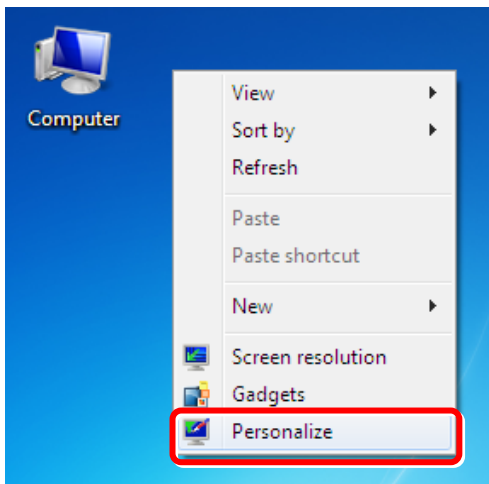 Computer
View
Sort by
Refresh
Paste
Paste shortcut
New
Screen resolution
Gadgets
Personalize